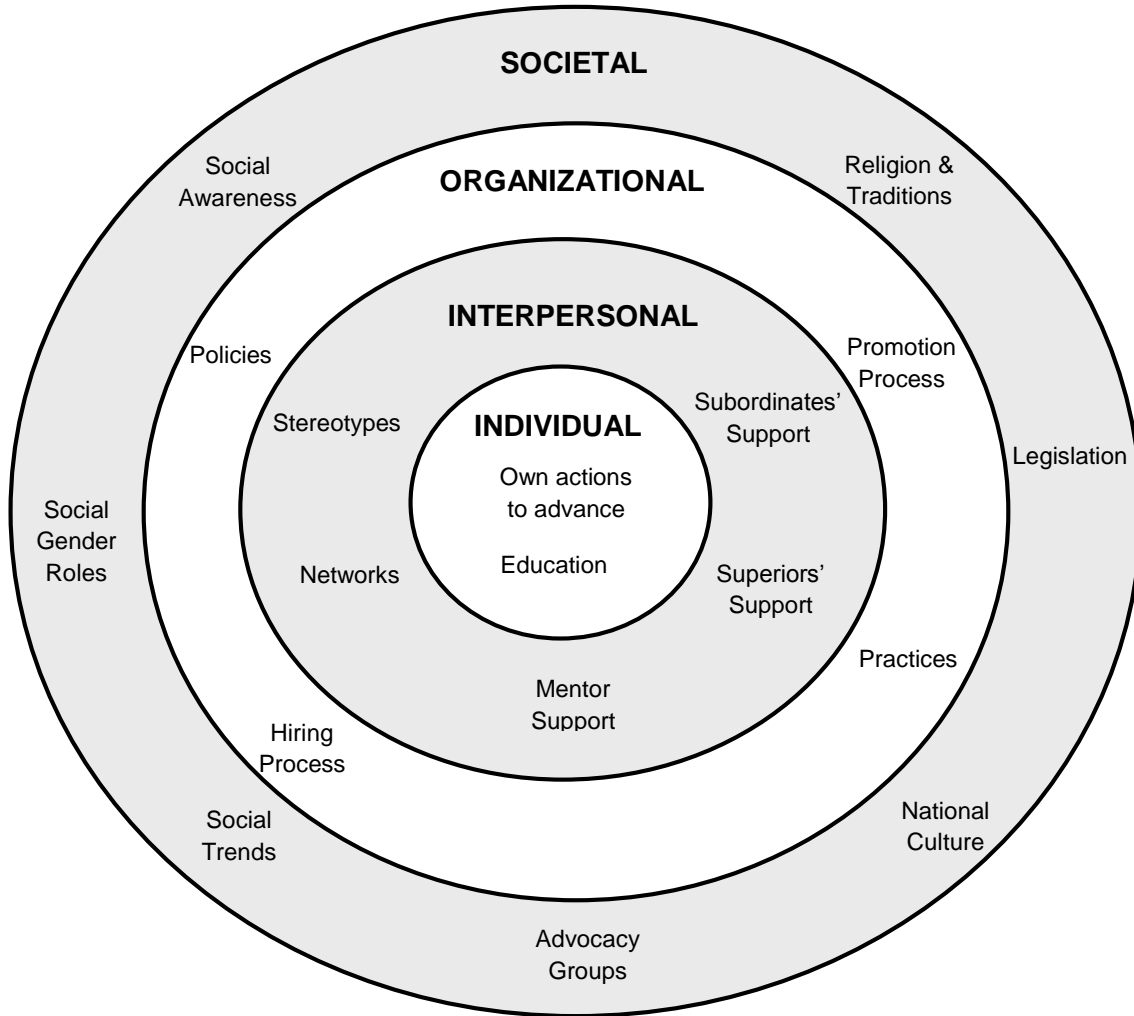 SOCIETAL
Social
Awareness
Religion &
Traditions
ORGANIZATIONAL
INTERPERSONAL
Policies
Promotion
Process
Stereotypes
Subordinates’
Support
INDIVIDUAL
Own actions
to advance
Education
Legislation
Social
Gender
Roles
Networks
Superiors’
Support
Practices
Mentor
Support
Hiring
Process
Social
Trends
National
Culture
Advocacy
Groups